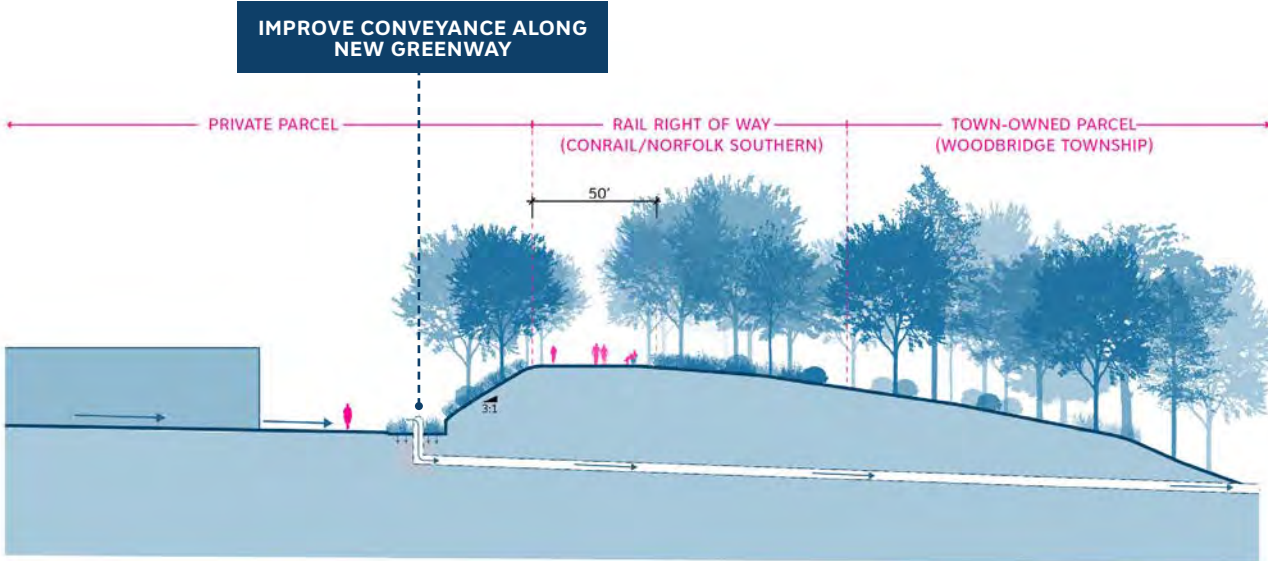 IMPROVE CONVEYANCE ALONG
NEW GREENWAY
PRIVATE PARCEL
RAIL RIGHT OF WAY
(CONRAIL/NORFOLK SOUTHERN)
TOWN-OWNED PARCEL
(WOODBRIDGE TOWNSHIP)
50'
3:1